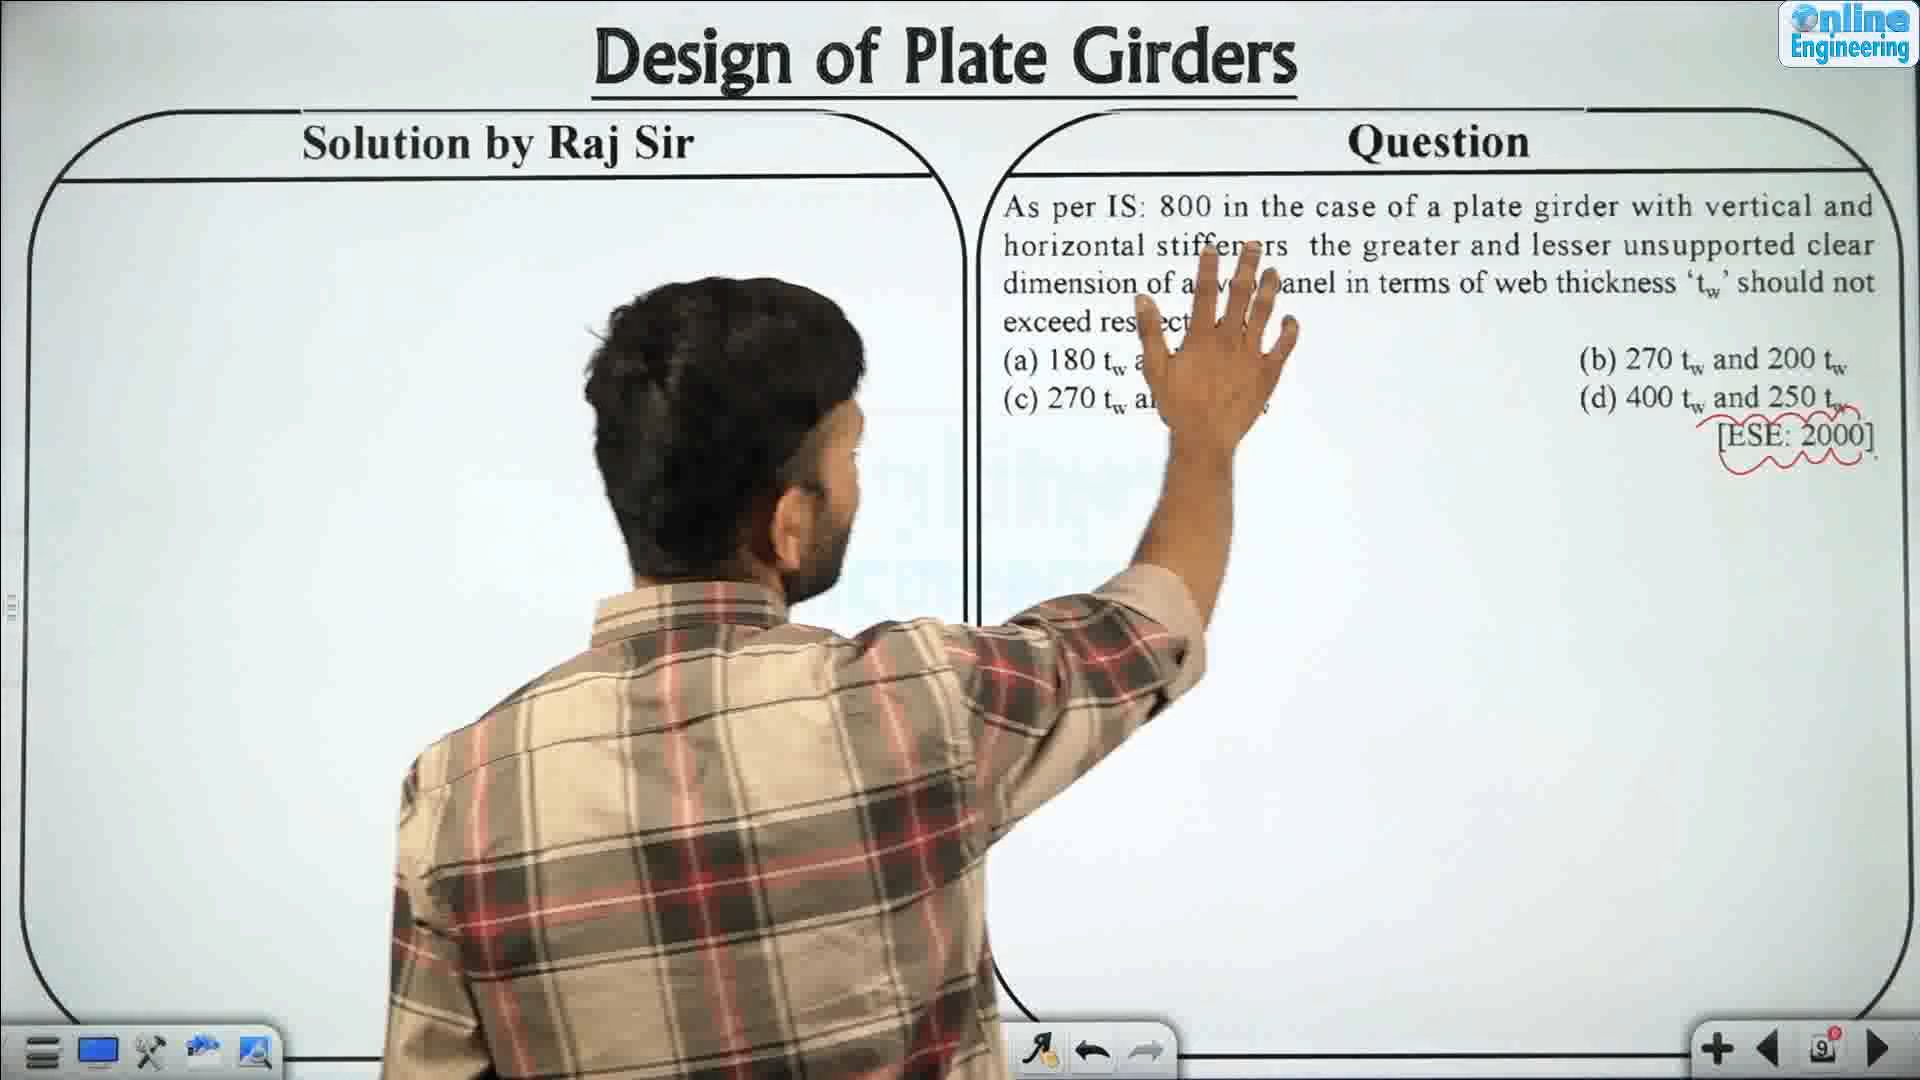 Online
Engineering
Design of Plate Girders
Solution by Raj Sir
Question
As per IS: 800 in the case of a plate girder with vertical and
horizontal stiffeners the greater and lesser unsupported clear
dimension of a panel in terms of web thickness ‘tw’ should not
exceed
(a) 180 tw
(b) 270 tw and 200 tw
(c) 270 tw
(d) 400 tw and 250 tw
[ESE: 2000]
9